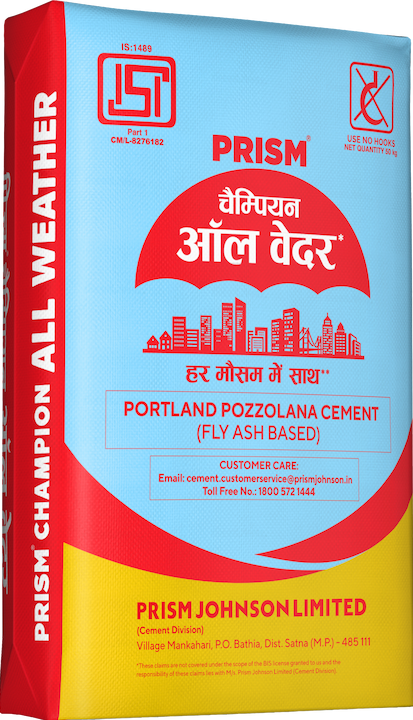 IS:1489
ISI
Part 1
CM/L-8276182
USE NO HOOKS
NET QUANTITY 50 kg
PRISM®
चैम्पियन
ऑल वेदर*
हर मौसम में साथ**
PORTLAND POZZOLANA CEMENT
(FLY ASH BASED)
CUSTOMER CARE:
Email: cement.customerservice@prismjohnson.in
Toll Free No.: 1800 572 1444
PRISM JOHNSON LIMITED
(Cement Division)
Village Mankahari, P.O. Bathia, Dist. Satna (M.P.) - 485 111
*These claims are not covered under the scope of the BIS license granted to us and the
responsibility of these claims lies with M/s. Prism Johnson Limited (Cement Division).
PRISM® CHAMPION ALL WEATHER